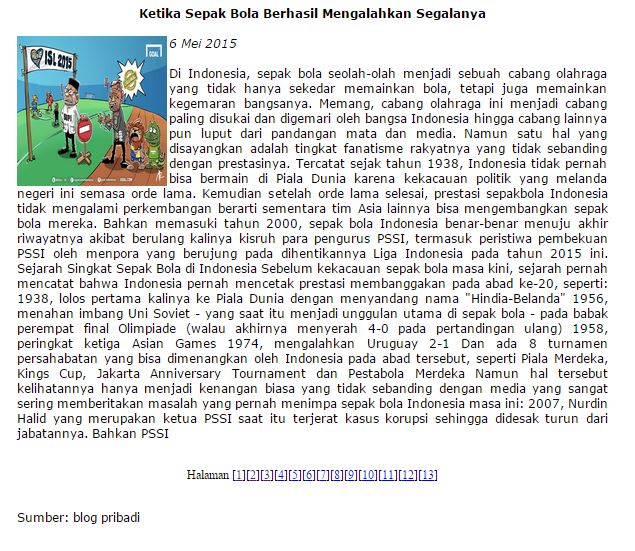 Ketika Sepak Bola Berhasil Mengalahkan Segalanya
GOAL
ISL 2015
6 Mei 2015
Di Indonesia, sepak bola seolah-olah menjadi sebuah cabang olahraga
yang tidak hanya sekedar memainkan bola, tetapi juga memainkan
kegemaran bangsanya. Memang, cabang olahraga ini menjadi cabang
paling disukai dan digemari oleh bangsa Indonesia hingga cabang lainnya
pun luput dari pandangan mata dan media. Namun satu hal yang
disayangkan adalah tingkat fanatisme rakyatnya yang tidak sebanding
dengan prestasinya. Tercatat sejak tahun 1938, Indonesia tidak pernah
bisa bermain di Piala Dunia karena kekacauan politik yang melanda
negeri ini semasa orde lama. Kemudian setelah orde lama selesai, prestasi sepakbola Indonesia
tidak mengalami perkembangan berarti sementara tim Asia lainnya bisa mengembangkan sepak
bola mereka. Bahkan memasuki tahun 2000, sepak bola Indonesia benar-benar menuju akhir
riwayatnya akibat berulang kalinya kisruh para pengurus PSSI, termasuk peristiwa pembekuan
PSSI oleh menpora yang berujung pada dihentikannya Liga Indonesia pada tahun 2015 ini.
Sejarah Singkat Sepak Bola di Indonesia Sebelum kekacauan sepak bola masa kini, sejarah pernah
mencatat bahwa Indonesia pernah mencetak prestasi membanggakan pada abad ke-20, seperti:
1938, lolos pertama kalinya ke Piala Dunia dengan menyandang nama "Hindia-Belanda" 1956,
menahan imbang Uni Soviet - yang saat itu menjadi unggulan utama di sepak bola - pada babak
perempat final Olimpiade (walau akhirnya menyerah 4-0 pada pertandingan ulang) 1958,
peringkat ketiga Asian Games 1974, mengalahkan Uruguay 2-1 Dan ada 8 turnamen
persahabatan yang bisa dimenangkan oleh Indonesia pada abad tersebut, seperti Piala Merdeka,
Kings Cup, Jakarta Anniversary Tournament dan Pestabola Merdeka Namun hal tersebut
kelihatannya hanya menjadi kenangan biasa yang tidak sebanding dengan media yang sangat
sering memberitakan masalah yang pernah menimpa sepak bola Indonesia masa ini: 2007, Nurdin
Halid yang merupakan ketua PSSI saat itu terjerat kasus korupsi sehingga didesak turun dari
jabatannya. Bahkan PSSI
Halaman [1][2][3][4][5][6][7][8][9][10][11][12][13]
Sumber: blog pribadi